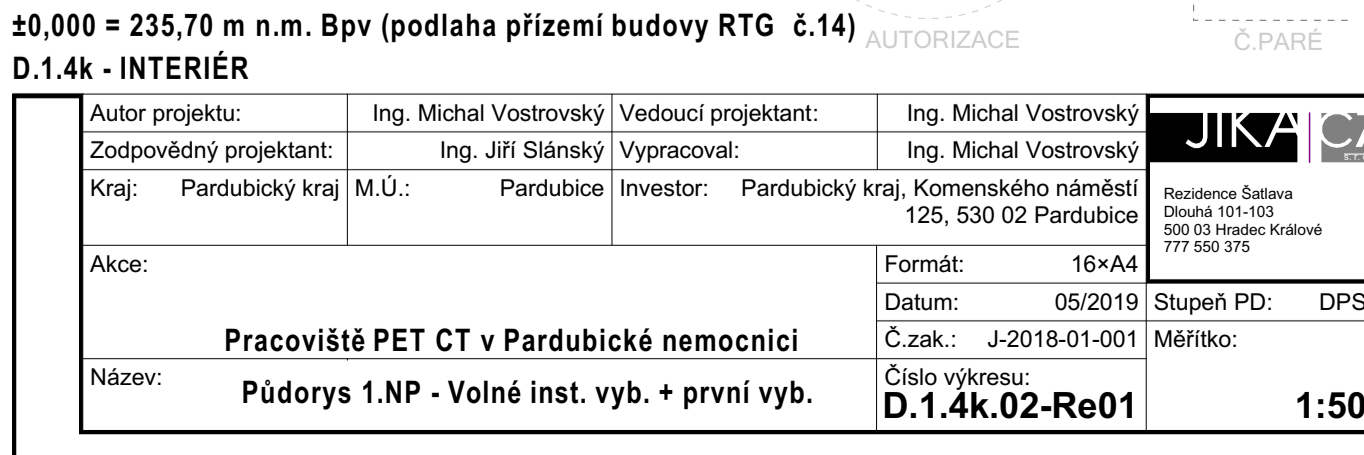 ±0,000 = 235,70 m n.m. Bpv (podlaha přízemí budovy RTG č.14)
AUTORIZACE
Č.PARÉ
D.1.4k - INTERIÉR
Autor projektu: Ing. Michal Vostrovský Vedoucí projektant: Ing. Michal Vostrovský
Zodpovědný projektant: Ing. Jiří Slánský Vypracoval: Ing. Michal Vostrovský
JIKA CZ
Kraj: Pardubický kraj M.Ú.: Pardubice Investor: Pardubický kraj, Komenského náměstí
125, 530 02 Pardubice
Rezidence Šatlava
Dlouhá 101-103
500 03 Hradec Králové
777 550 375
Akce:
Pracoviště PET CT v Pardubické nemocnici
Formát: 16×A4
Datum: 05/2019
Stupeň PD: DPS
Č.zak.: J-2018-01-001
Měřítko:
1:50
Název:
Půdorys 1.NP - Volné inst. vyb. + první vyb.
Číslo výkresu:
D.1.4k.02-Re01